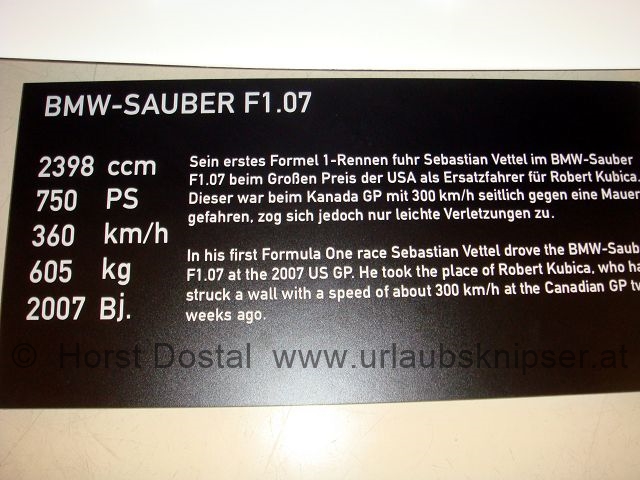 BMW-SAUBER F1.07
2398 ccm
750 PS
360 km/h
605 kg
2007 Bj.
Sein erstes Formel 1-Rennen fuhr Sebastian Vettel im BMW-Sauber
F1.07 beim Großen Preis der USA als Ersatzfahrer für Robert Kubica.
Dieser war beim Kanada GP mit 300 km/h seitlich gegen eine Mauer
gefahren, zog sich jedoch nur leichte Verletzungen zu.
In his first Formula One race Sebastian Vettel drove the BMW-Saub
F1.07 at the 2007 US GP. He took the place of Robert Kubica, who ha
struck a wall with a speed of about 300 km/h at the Canadian GP tw
weeks ago.
© Horst Dostal www.urlaubsknipser.at